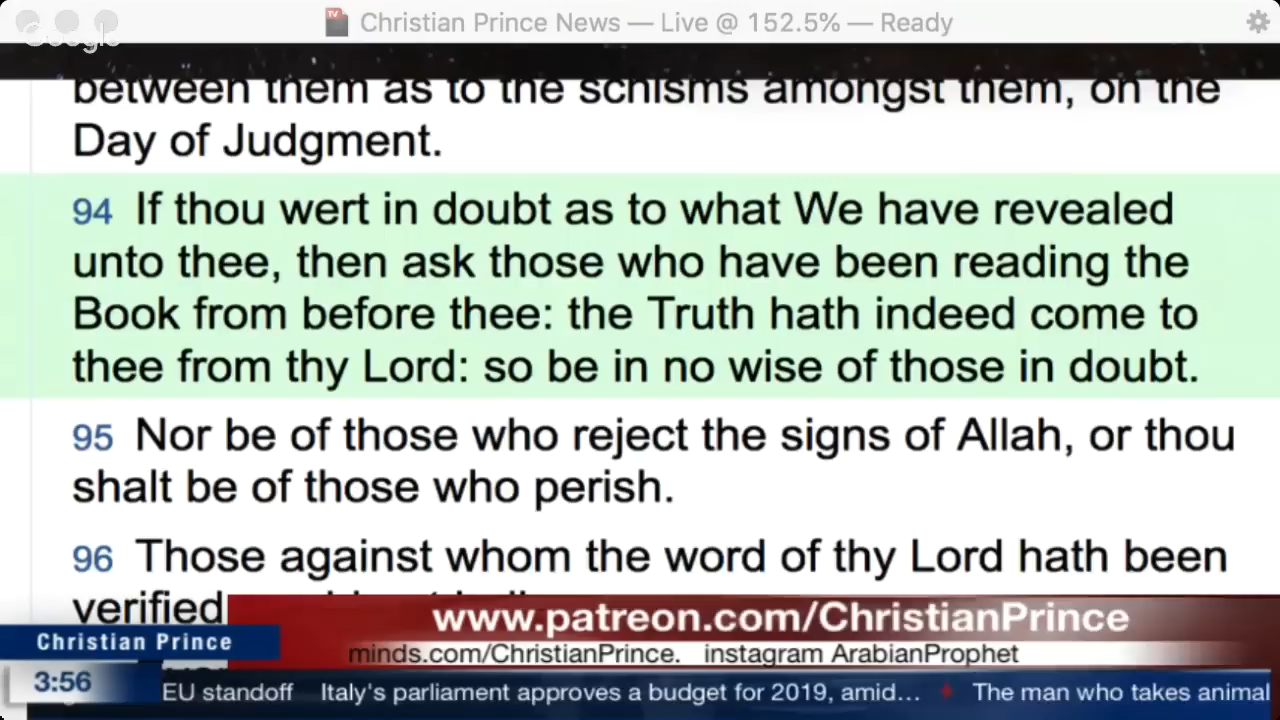 Christian Prince News — Live @ 152.5% — Ready
Google
between them as to the schisms amongst them, on the
Day of Judgment.
94 If thou wert in doubt as to what We have revealed
unto thee, then ask those who have been reading the
Book from before thee: the Truth hath indeed come to
thee from thy Lord: so be in no wise of those in doubt.
95 Nor be of those who reject the signs of Allah, or thou
shalt be of those who perish.
96 Those against whom the word of thy Lord hath been
verified
www.patreon.com/ChristianPrince
Christian Prince
minds.com/ChristianPrince. instagram ArabianProphet
3:56
EU standoff Italy's parliament approves a budget for 2019, amid... The man who takes animal